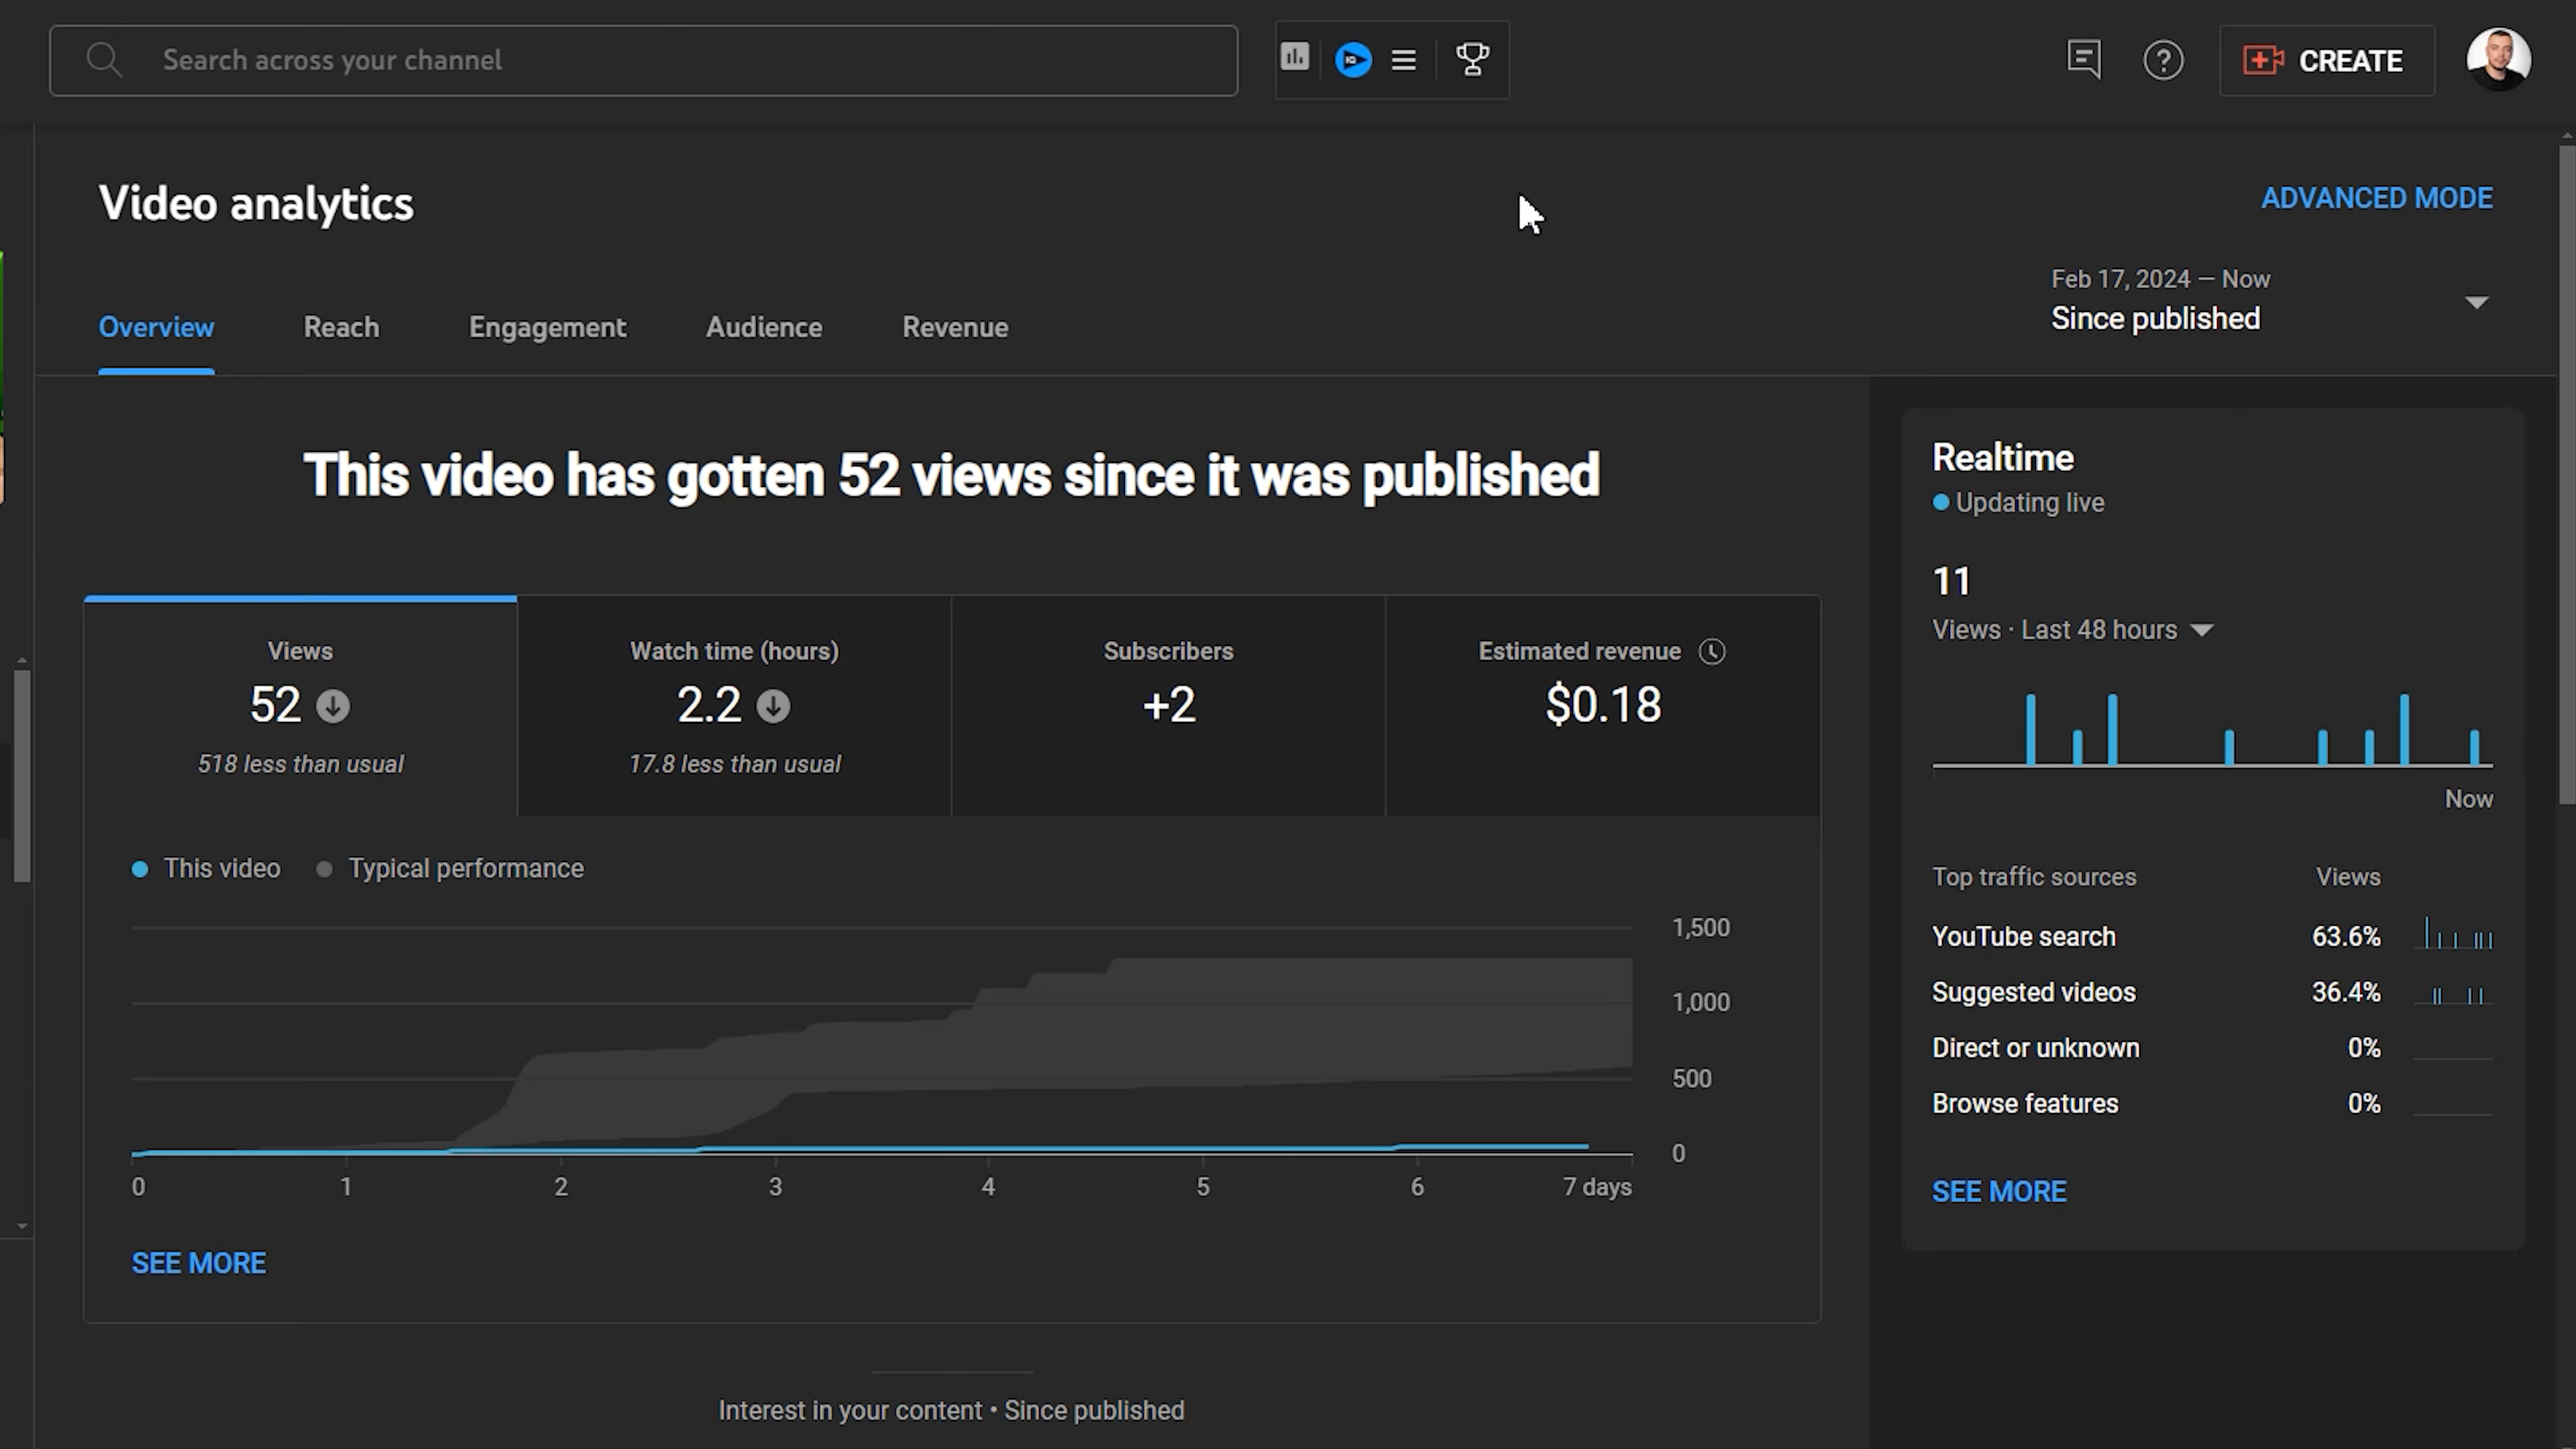 Search across your channel
CREATE
Video analytics
ADVANCED MODE
Feb 17, 2024 – Now
Since published
Overview
Reach
Engagement
Audience
Revenue
This video has gotten 52 views since it was published
Views
52
518 less than usual
Watch time (hours)
2.2
17.8 less than usual
Subscribers
+2
Estimated revenue
$0.18
This video
Typical performance
1,500
1,000
500
0
0 1 2 3 4 5 6 7 days
SEE MORE
Interest in your content • Since published
Realtime
Updating live
11
Views · Last 48 hours
Now
Top traffic sources Views
YouTube search 63.6%
Suggested videos 36.4%
Direct or unknown 0%
Browse features 0%
SEE MORE